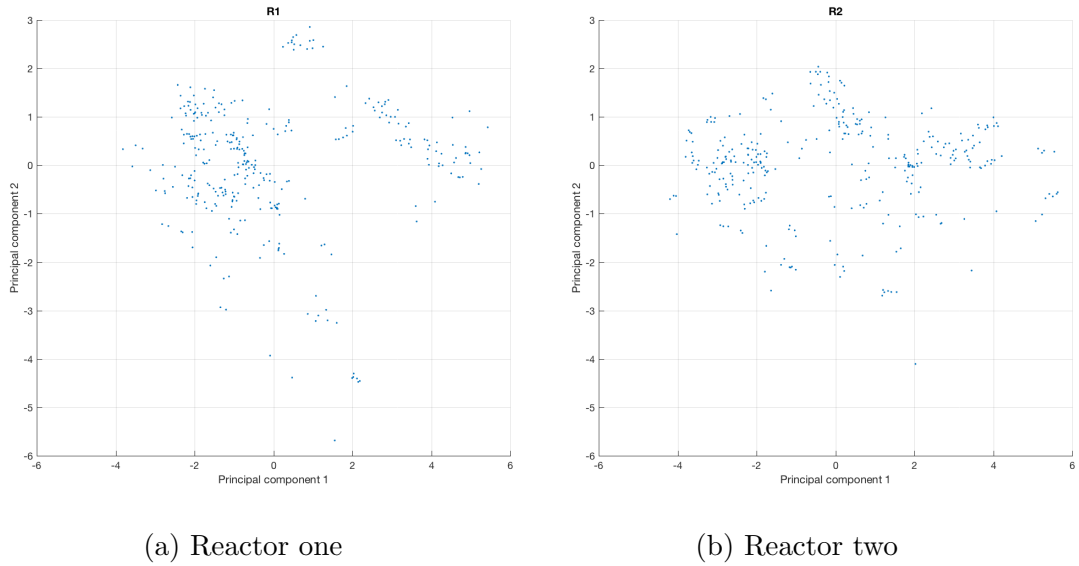 R1
3
2
1
0
-1
-2
-3
-4
-5
-6
-6 -4 -2 0 2 4 6
Principal component 2
Principal component 1
(a) Reactor one
R2
3
2
1
0
-1
-2
-3
-4
-5
-6
-6 -4 -2 0 2 4 6
Principal component 2
Principal component 1
(b) Reactor two